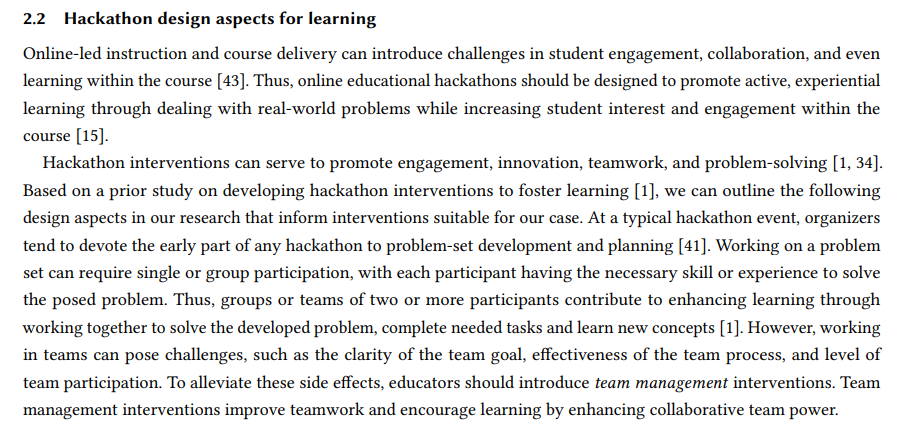 2.2 Hackathon design aspects for learning
Online-led instruction and course delivery can introduce challenges in student engagement, collaboration, and even
learning within the course [43]. Thus, online educational hackathons should be designed to promote active, experiential
learning through dealing with real-world problems while increasing student interest and engagement within the
course [15].
Hackathon interventions can serve to promote engagement, innovation, teamwork, and problem-solving [1, 34].
Based on a prior study on developing hackathon interventions to foster learning [1], we can outline the following
design aspects in our research that inform interventions suitable for our case. At a typical hackathon event, organizers
tend to devote the early part of any hackathon to problem-set development and planning [41]. Working on a problem
set can require single or group participation, with each participant having the necessary skill or experience to solve
the posed problem. Thus, groups or teams of two or more participants contribute to enhancing learning through
working together to solve the developed problem, complete needed tasks and learn new concepts [1]. However, working
in teams can pose challenges, such as the clarity of the team goal, effectiveness of the team process, and level of
team participation. To alleviate these side effects, educators should introduce team management interventions. Team
management interventions improve teamwork and encourage learning by enhancing collaborative team power.